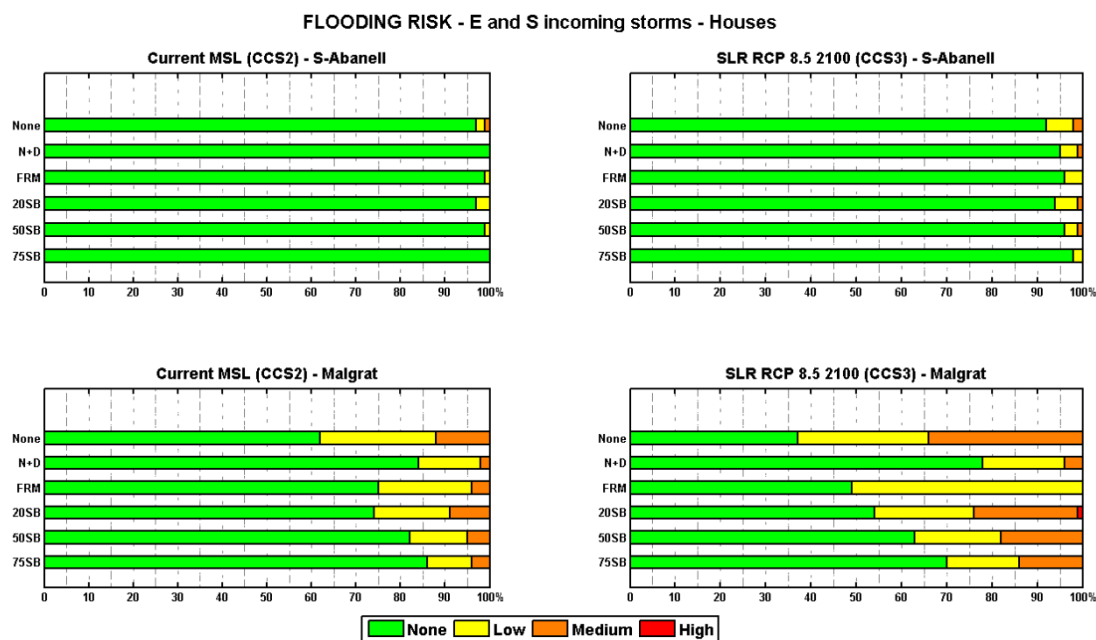 FLOODING RISK - E and S incoming storms - Houses
Current MSL (CCS2) - S-Abanell
None
N+D
FRM
20SB
50SB
75SB
0 10 20 30 40 50 60 70 80 90 100%
SLR RCP 8.5 2100 (CCS3) - S-Abanell
None
N+D
FRM
20SB
50SB
75SB
0 10 20 30 40 50 60 70 80 90 100%
Current MSL (CCS2) - Malgrat
None
N+D
FRM
20SB
50SB
75SB
0 10 20 30 40 50 60 70 80 90 100%
SLR RCP 8.5 2100 (CCS3) - Malgrat
None
N+D
FRM
20SB
50SB
75SB
0 10 20 30 40 50 60 70 80 90 100%
None Low Medium High